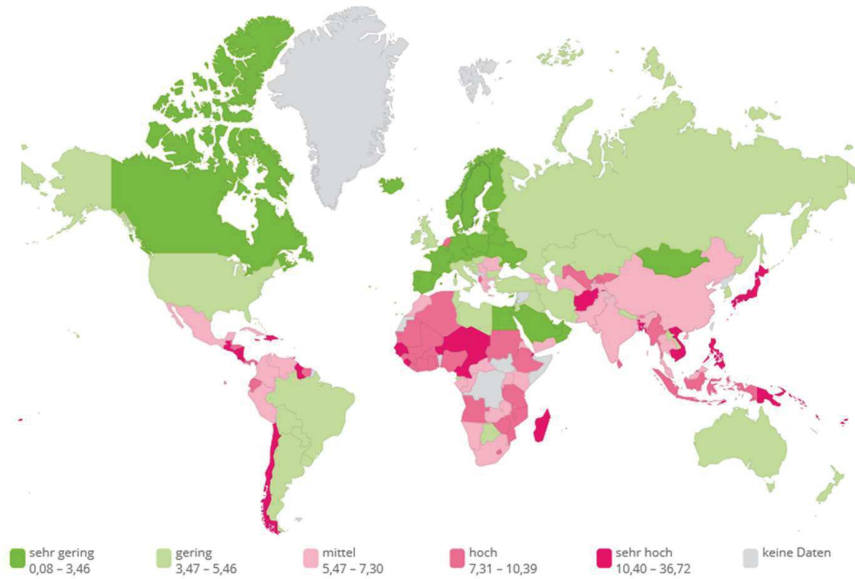 sehr gering
0,08 – 3,46
gering
3,47 – 5,46
mittel
5,47 – 7,30
hoch
7,31 – 10,39
sehr hoch
10,40 – 36,72
keine Daten